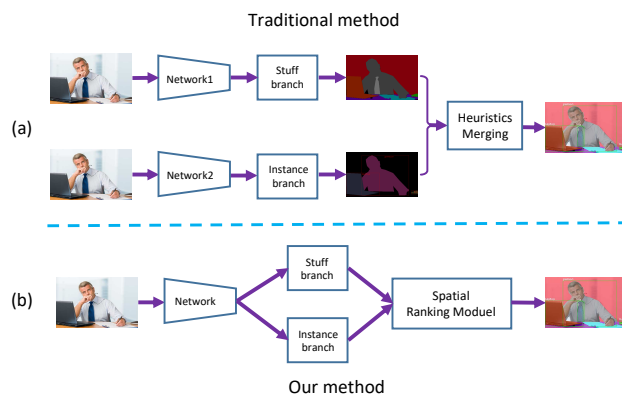 Traditional method
(a)
Network1
Stuff
branch
Network2
Instance
branch
Heuristics
Merging
(b)
Network
Stuff
branch
Instance
branch
Spatial
Ranking Moduel
Our method